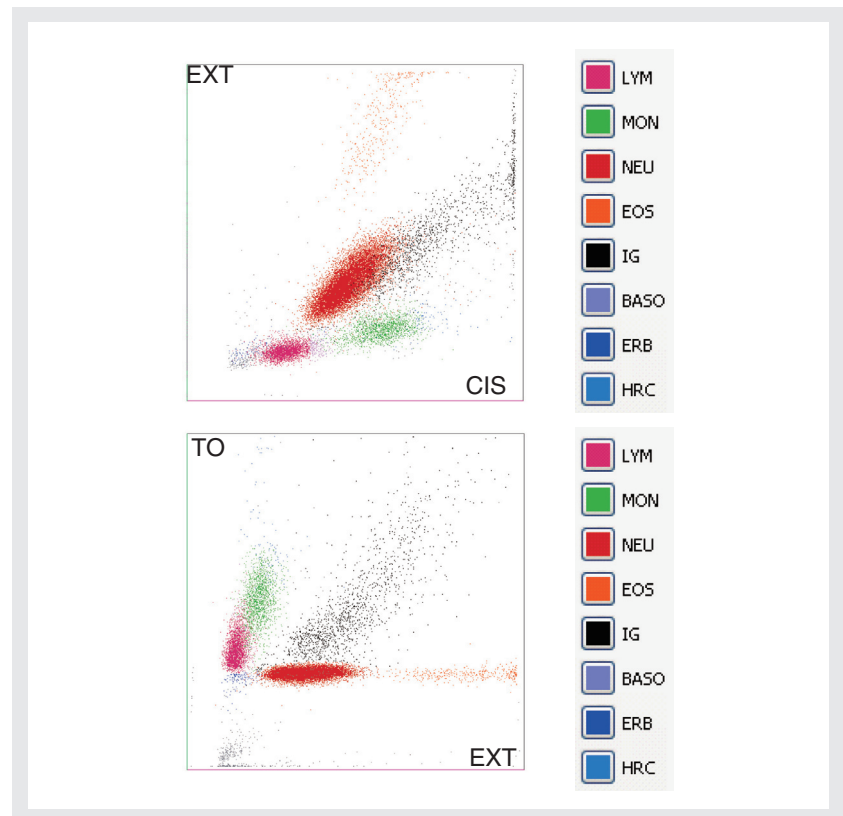 EXT
CIS
LYM
MON
NEU
EOS
IG
BASO
ERB
HRC
TO
EXT
LYM
MON
NEU
EOS
IG
BASO
ERB
HRC